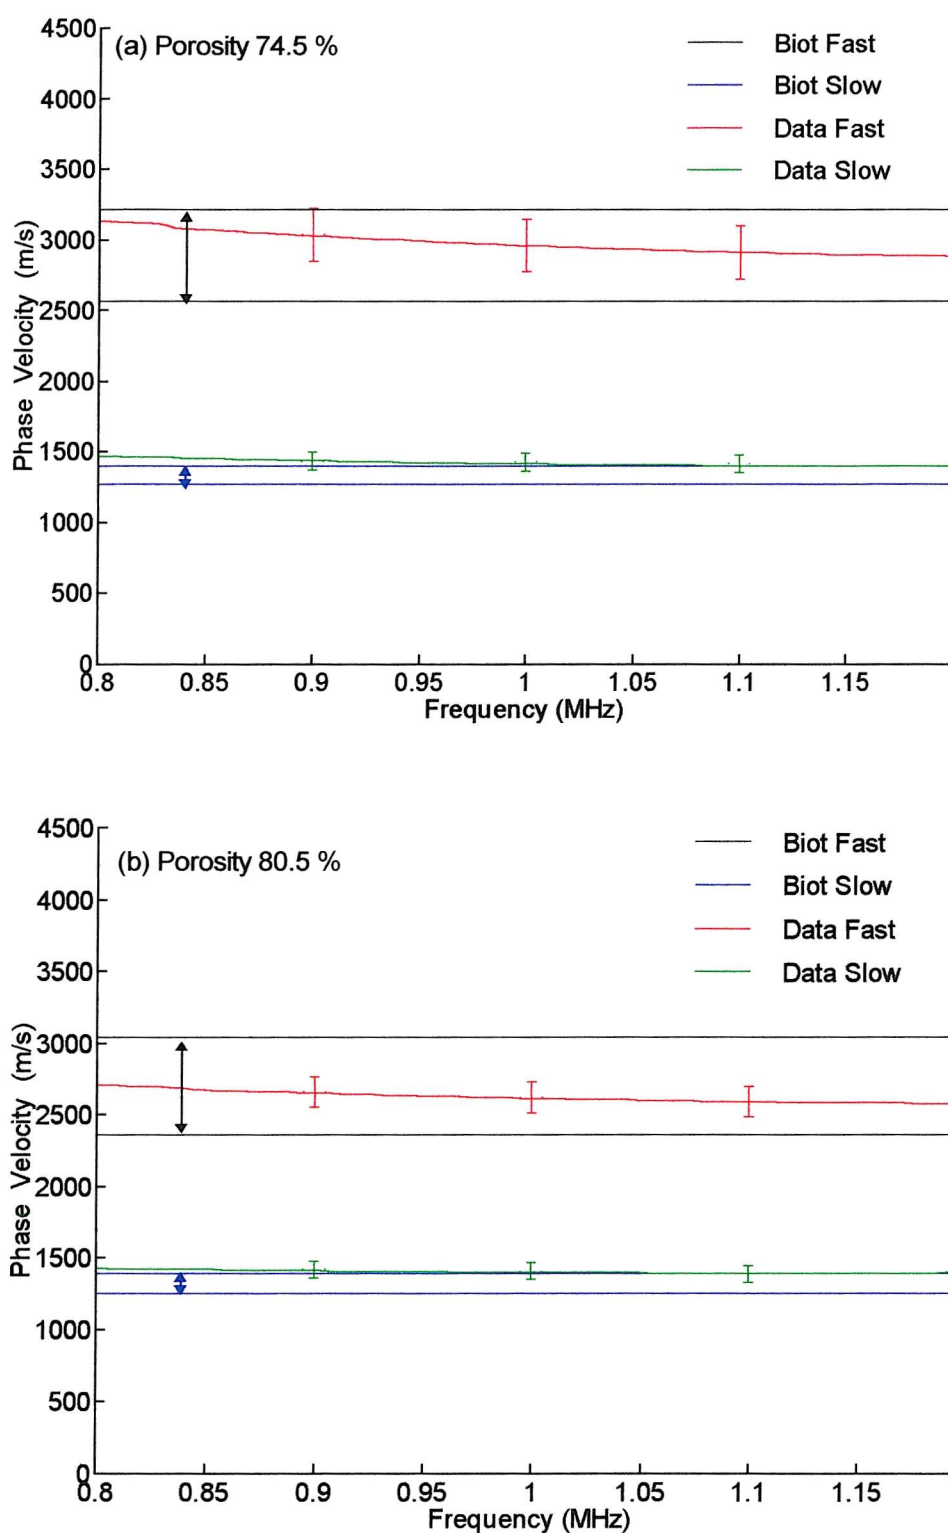 4500
(a) Porosity 74.5 %
Biot Fast
4000
Biot Slow
3500
Data Fast
Data Slow
3000
2500
2000
1500
1000
500
0
Phase Velocity (m/s)
0.8 0.85 0.9 0.95 1 1.05 1.1 1.15
Frequency (MHz)
4500
(b) Porosity 80.5 %
Biot Fast
4000
Biot Slow
3500
Data Fast
Data Slow
3000
2500
2000
1500
1000
500
0
Phase Velocity (m/s)
0.8 0.85 0.9 0.95 1 1.05 1.1 1.15
Frequency (MHz)